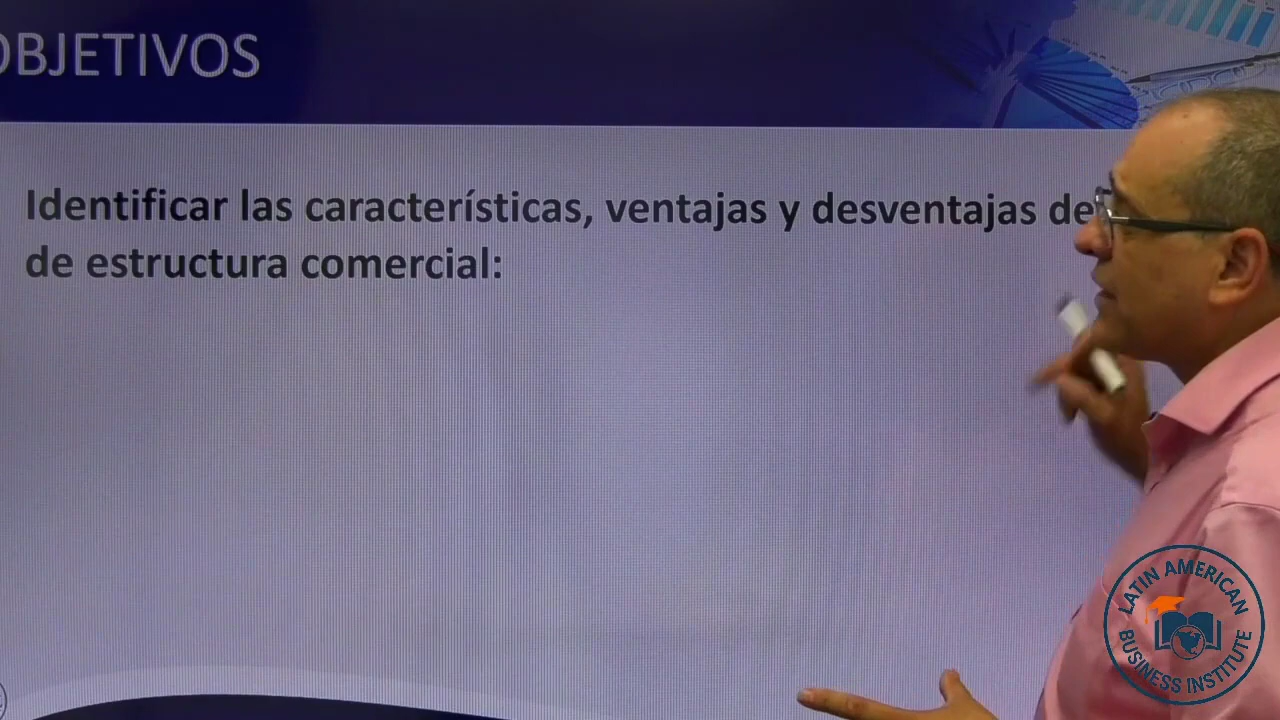 OBJETIVOS
Identificar las características, ventajas y desventajas de
de estructura comercial:
LATIN AMERICAN
BUSINESS INSTITUTE